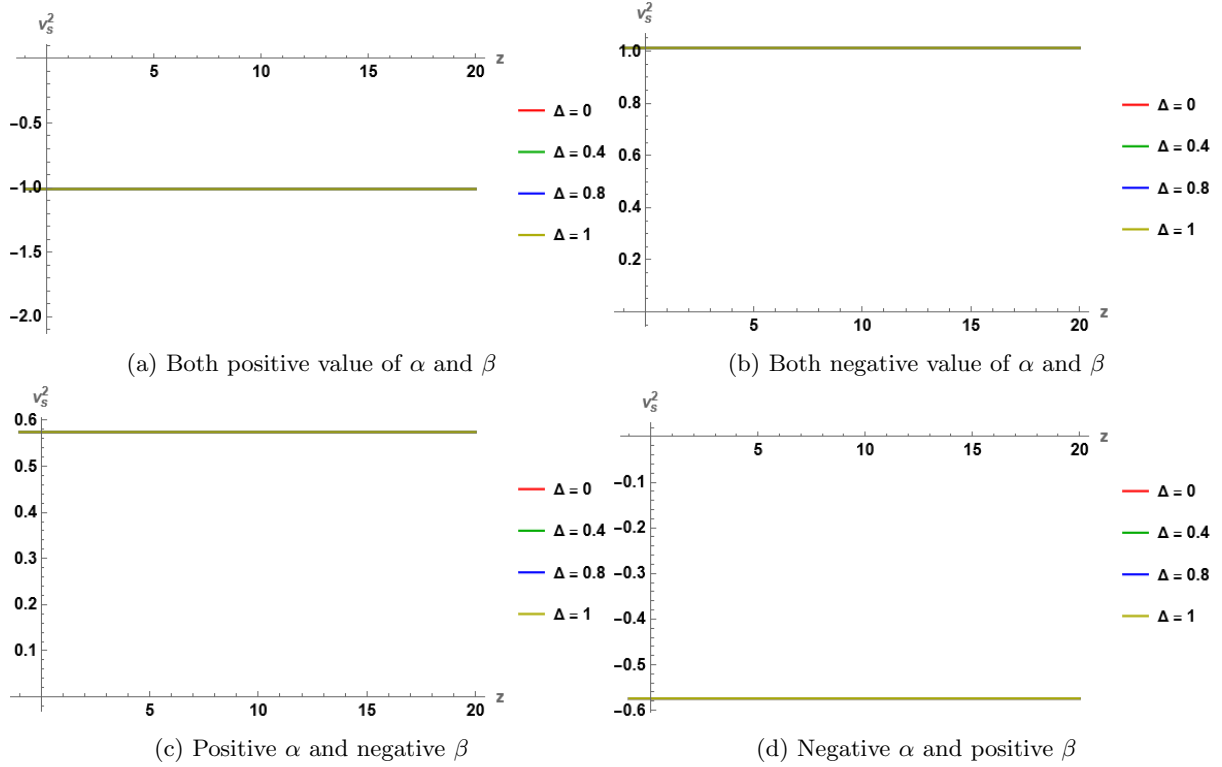 v_s^2
z
5 10 15 20
-0.5
-1.0
-1.5
-2.0
Δ = 0
Δ = 0.4
Δ = 0.8
Δ = 1
(a) Both positive value of α and β
v_s^2
1.0
0.8
0.6
0.4
0.2
5 10 15 20
z
Δ = 0
Δ = 0.4
Δ = 0.8
Δ = 1
(b) Both negative value of α and β
v_s^2
0.6
0.5
0.4
0.3
0.2
0.1
5 10 15 20
z
Δ = 0
Δ = 0.4
Δ = 0.8
Δ = 1
(c) Positive α and negative β
v_s^2
z
5 10 15 20
-0.1
-0.2
-0.3
-0.4
-0.5
-0.6
Δ = 0
Δ = 0.4
Δ = 0.8
Δ = 1
(d) Negative α and positive β